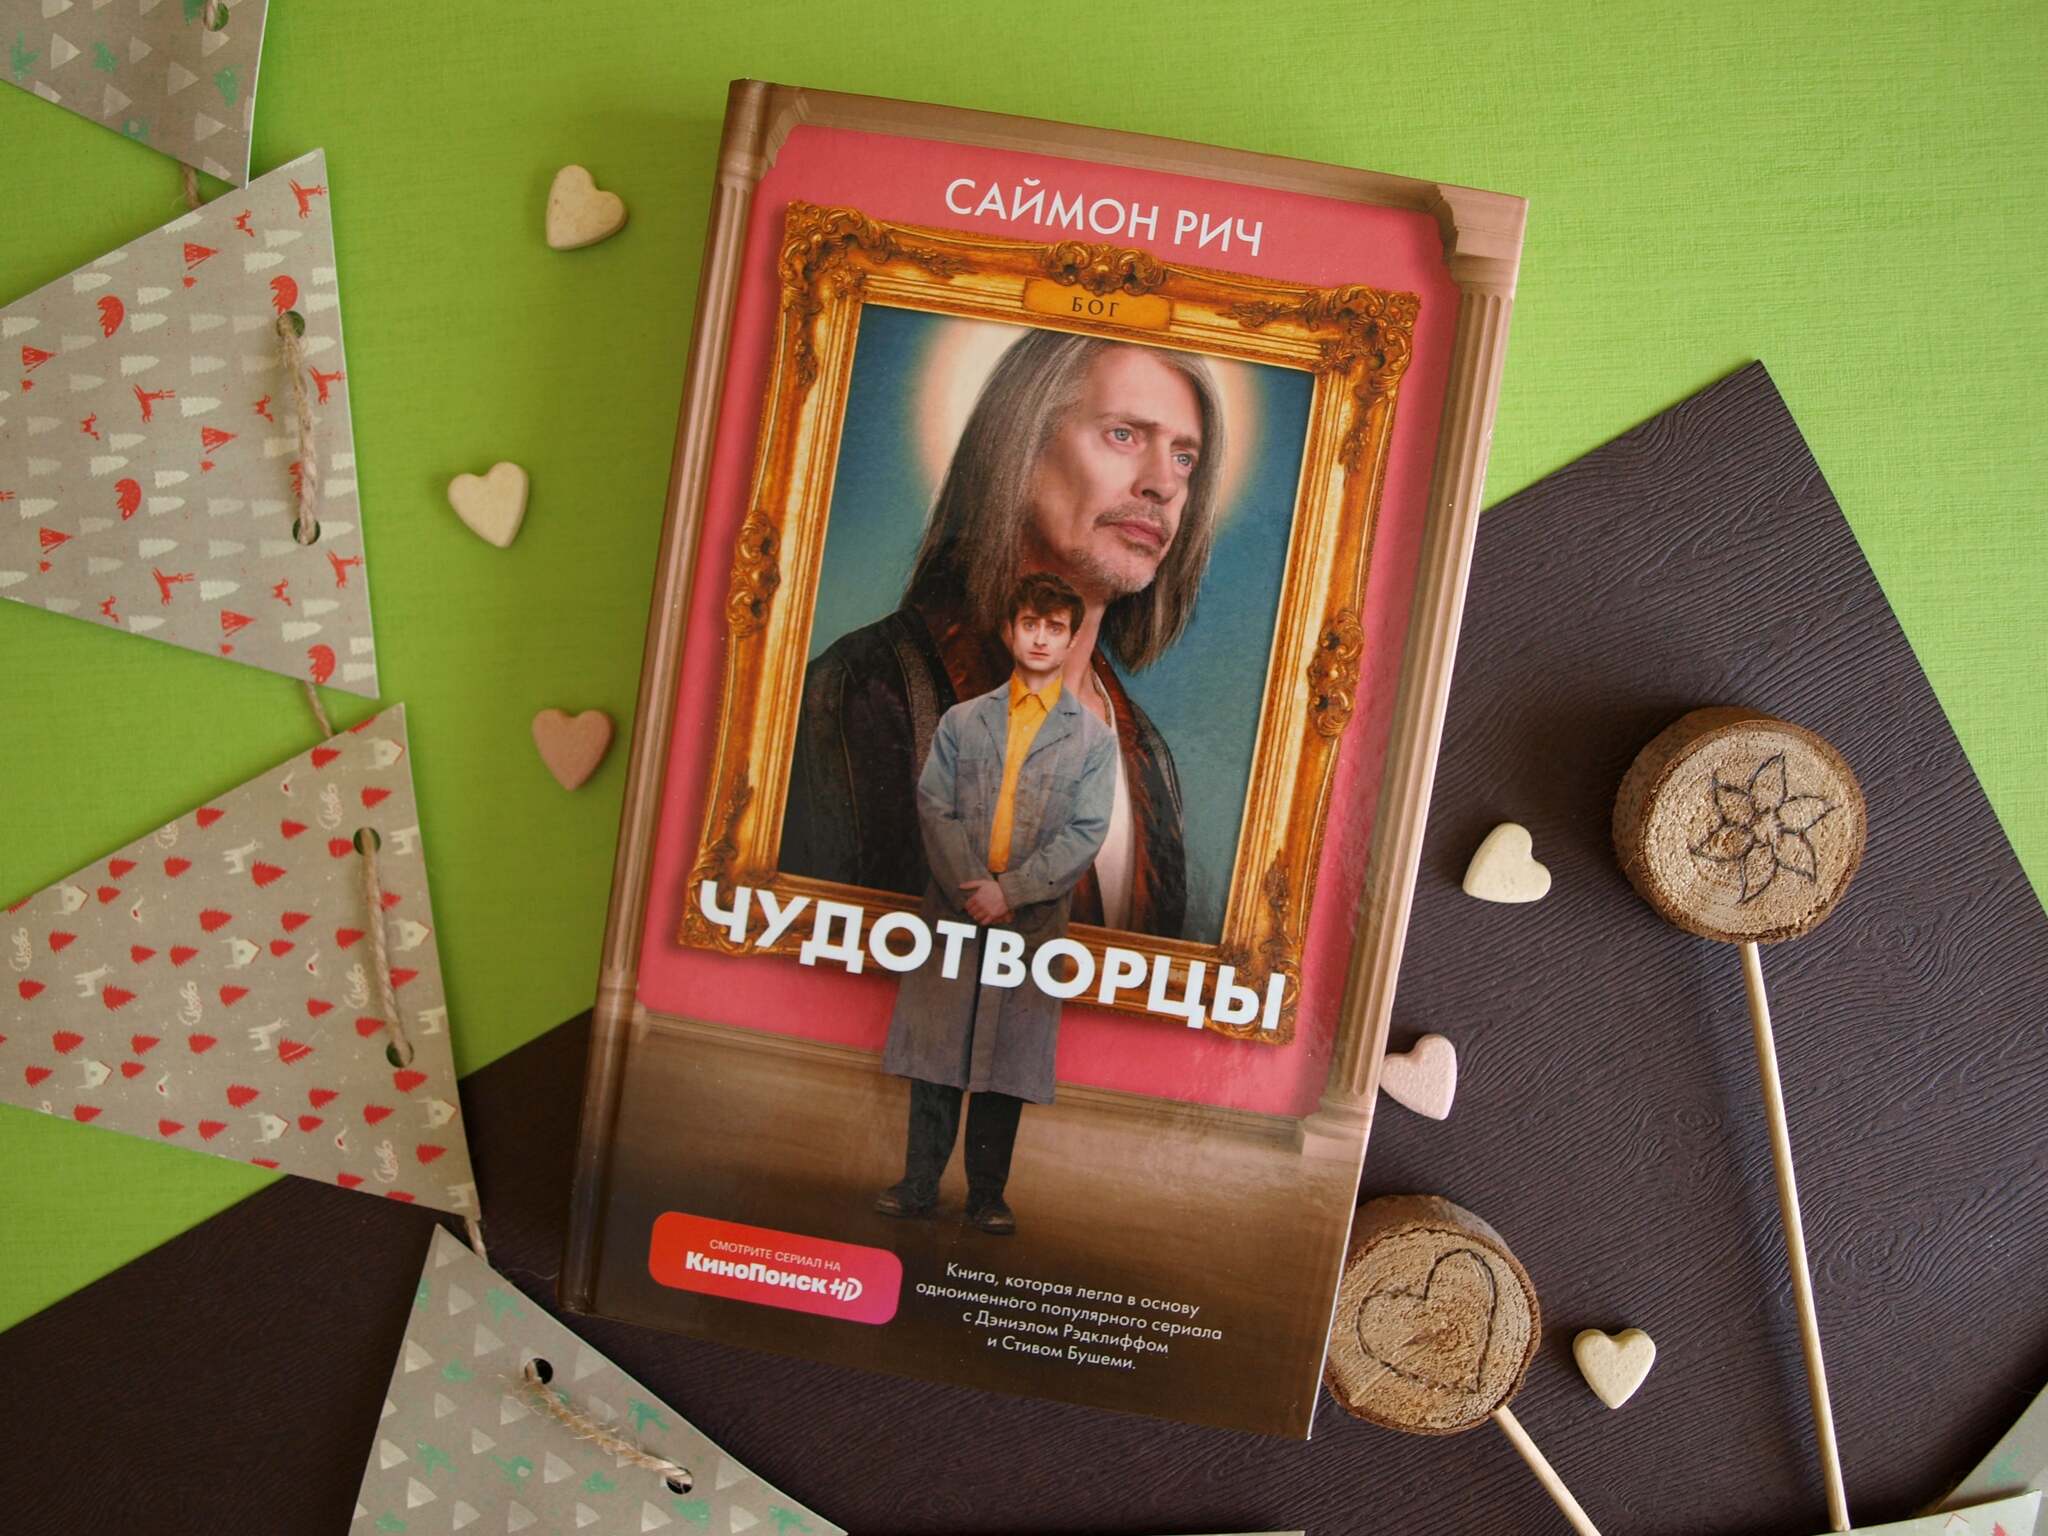 САЙМОН РИЧ
БОГ
ЧУДОТВОРЦЫ
СМОТРИТЕ СЕРИАЛ НА
КиноПоиск HD
Книга, которая легла в основу
одноименного популярного сериала
с Дэниэлом Рэдклиффом
и Стивом Бушеми.